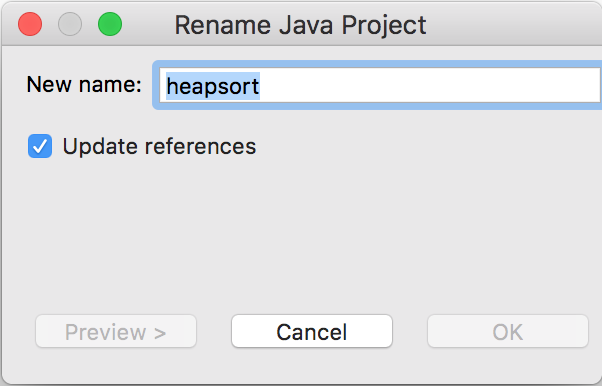 Rename Java Project
New name: heapsort
Update references
Preview > Cancel OK